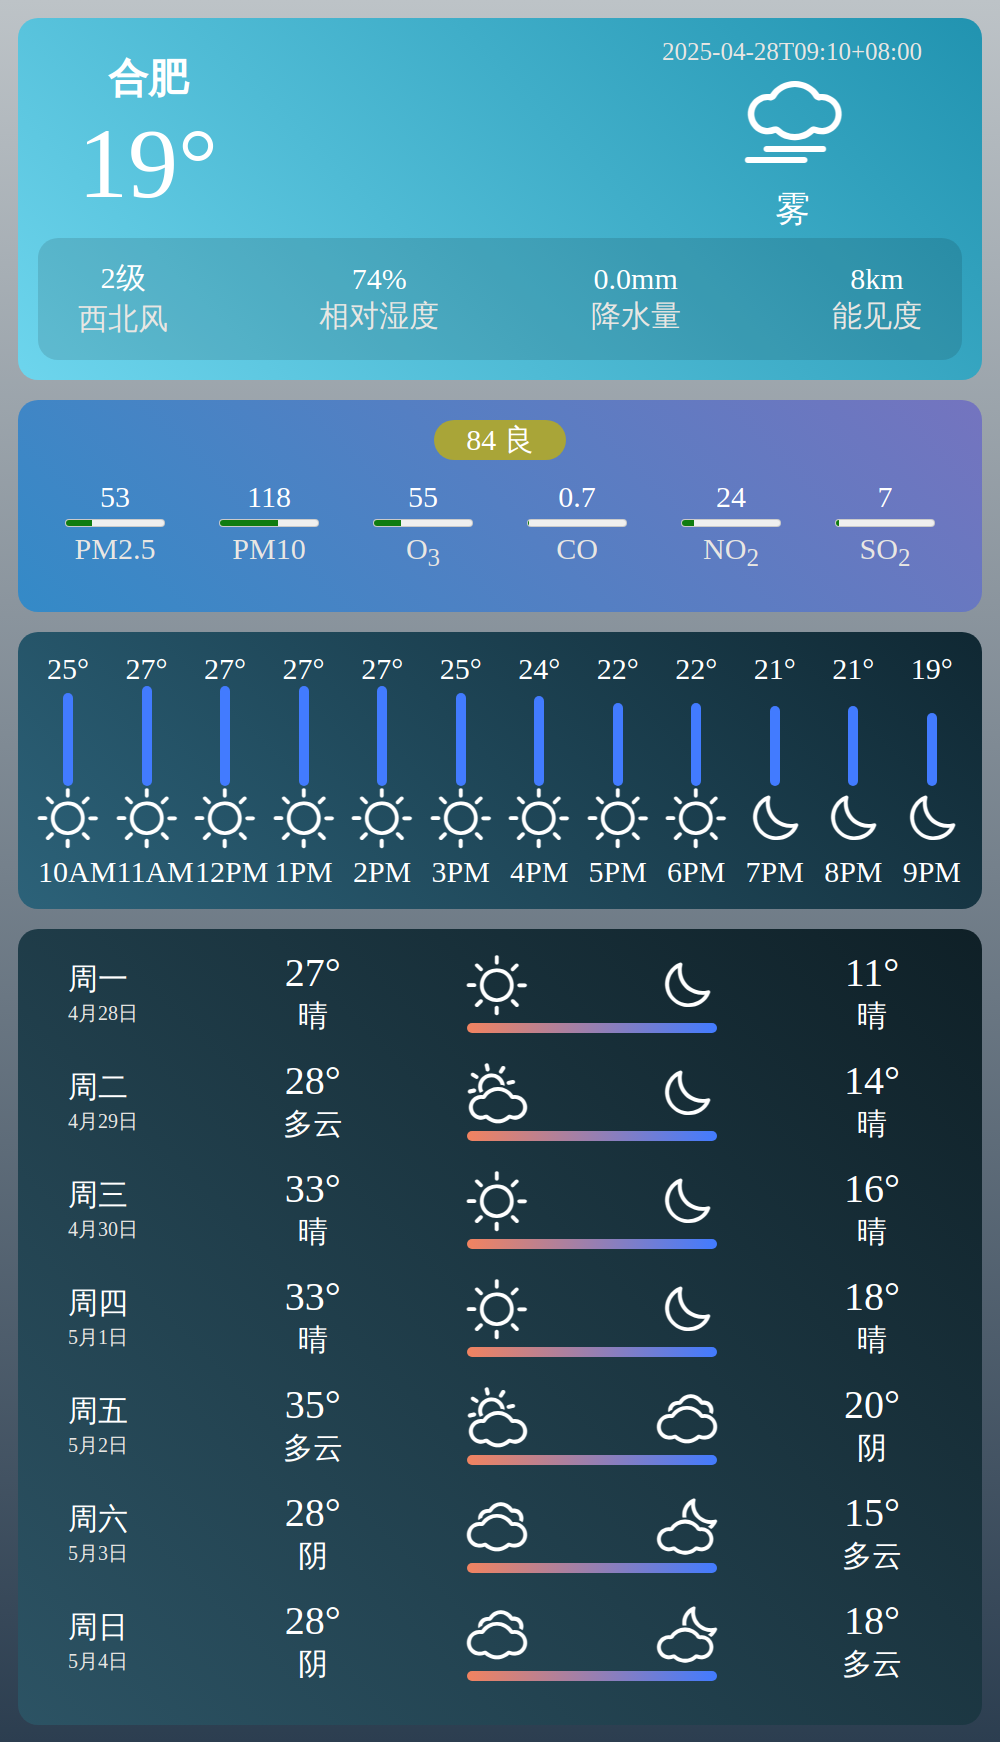 合肥
19°
2025-04-28T09:10+08:00
雾
2级 74% 0.0mm 8km
西北风 相对湿度 降水量 能见度
84 良
53 118 55 0.7 24 7
PM2.5 PM10 O3 CO NO2 SO2
25° 27° 27° 27° 27° 25° 24° 22° 22° 21° 21° 19°
10AM 11AM 12PM 1PM 2PM 3PM 4PM 5PM 6PM 7PM 8PM 9PM
周一 27° 11°
4月28日 晴 晴
周二 28° 14°
4月29日 多云 晴
周三 33° 16°
4月30日 晴 晴
周四 33° 18°
5月1日 晴 晴
周五 35° 20°
5月2日 多云 阴
周六 28° 15°
5月3日 阴 多云
周日 28° 18°
5月4日 阴 多云